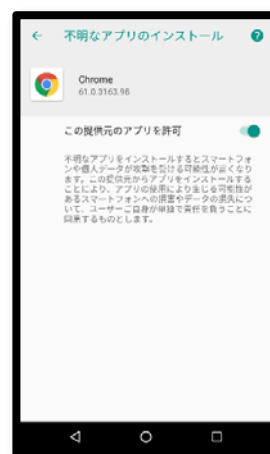 不明なアプリのインストール
Chrome
61.0.3163.98
この提供元のアプリを許可
不明なアプリをインストールするとスマートフォ
ンや個人データが攻撃を受ける可能性が高くなり
ます。この提供元からアプリをインストールする
ことにより、アプリの使用により生じる可能性が
あるスマートフォンへの損害やデータの損失につ
いて、ユーザーご自身が単独で責任を負うことに
同意するものとします。